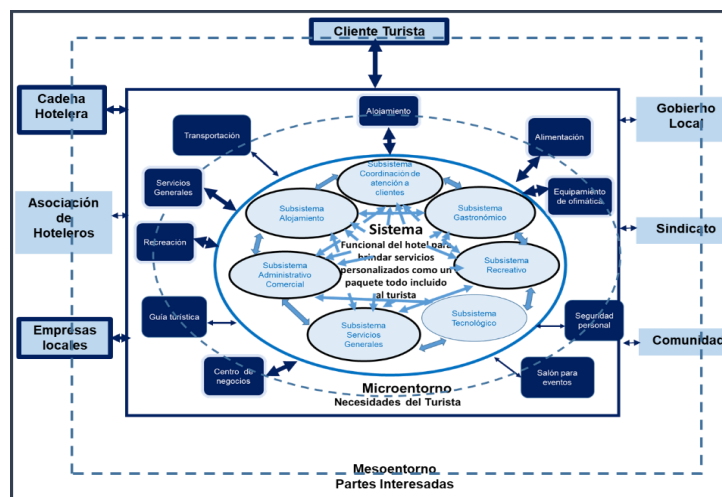 Cliente Turista
Cadena
Hotelera
Gobierno
Local
Alojamiento
Transportación
Alimentación
Subsistema
Coordinación de
atención a
clientes
Servicios
Generales
Equipamiento
de ofimática
Subsistema
Alojamiento
Subsistema
Gastronómico
Asociación
de
Hoteleros
Sindicato
Sistema
Funcional del hotel para
brindar servicios
personalizados como un
paquete todo incluido
al turista
Recreación
Subsistema
Administrativo
Comercial
Subsistema
Recreativo
Guía turística
Subsistema
Tecnológico
Seguridad
personal
Empresas
locales
Subsistema
Servicios
Generales
Comunidad
Centro de
negocios
Salón para
eventos
Microentorno
Necesidades del Turista
Mesoentorno
Partes Interesadas